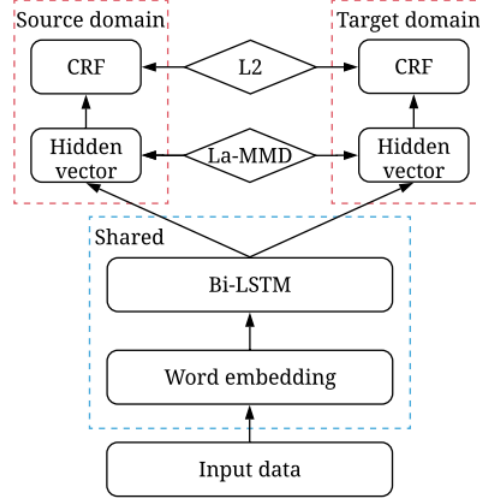 Source domain
Target domain
CRF
L2
CRF
Hidden
vector
La-MMD
Hidden
vector
Shared
Bi-LSTM
Word embedding
Input data